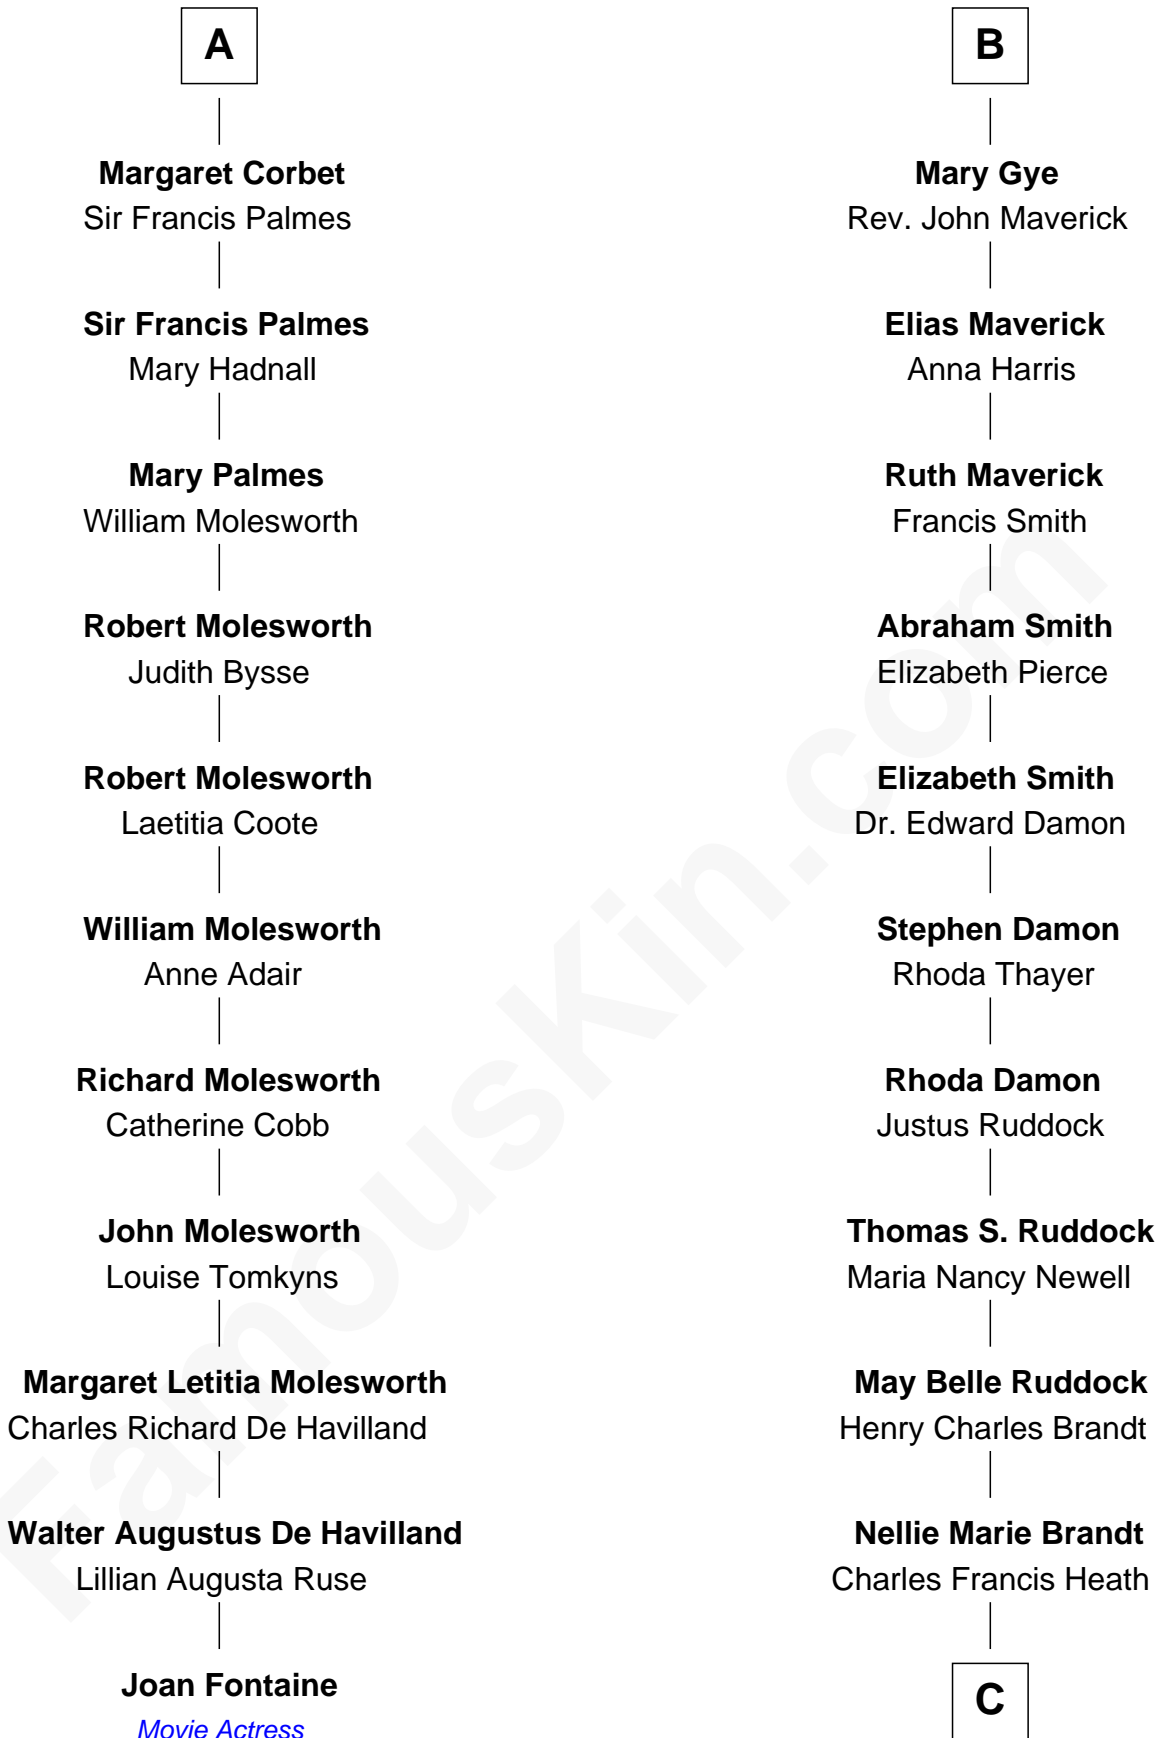 A
Margaret Corbet
Sir Francis Palmes
Sir Francis Palmes
Mary Hadnall
Mary Palmes
William Molesworth
Robert Molesworth
Judith Bysse
Robert Molesworth
Laetitia Coote
William Molesworth
Anne Adair
Richard Molesworth
Catherine Cobb
John Molesworth
Louise Tomkyns
Margaret Letitia Molesworth
Charles Richard De Havilland
Walter Augustus De Havilland
Lillian Augusta Ruse
Joan Fontaine
Movie Actress
B
Mary Gye
Rev. John Maverick
Elias Maverick
Anna Harris
Ruth Maverick
Francis Smith
Abraham Smith
Elizabeth Pierce
Elizabeth Smith
Dr. Edward Damon
Stephen Damon
Rhoda Thayer
Rhoda Damon
Justus Ruddock
Thomas S. Ruddock
Maria Nancy Newell
May Belle Ruddock
Henry Charles Brandt
Nellie Marie Brandt
Charles Francis Heath
C
FamousKin.com